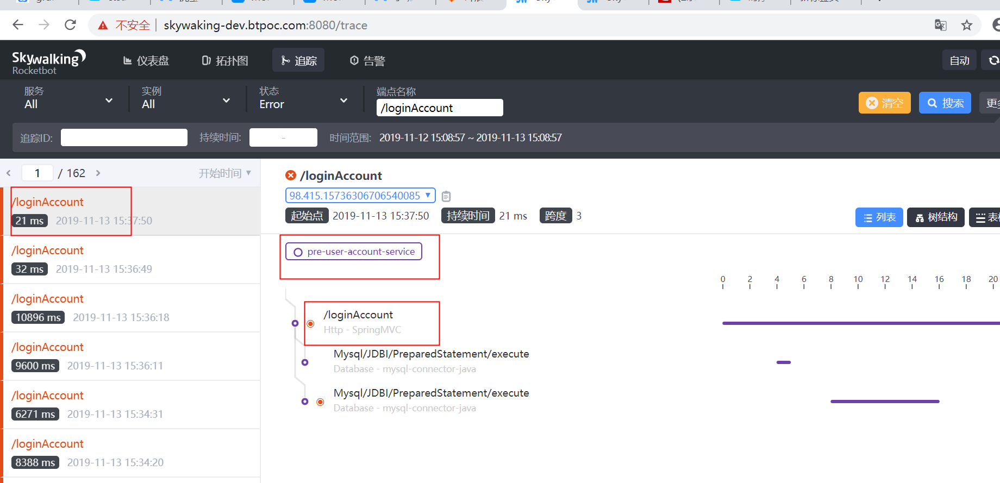 不安全 skywaking-dev.btpoc.com:8080/trace
Skywalking
Rocketbot
仪表盘
拓扑图
追踪
告警
自动
服务
All
实例
All
状态
Error
端点名称
/loginAccount
清空
搜索
追踪ID:
持续时间: -
时间范围: 2019-11-12 15:08:57 ~ 2019-11-13 15:08:57
1 / 162
开始时间
/loginAccount
21 ms 2019-11-13 15:37:50
/loginAccount
32 ms 2019-11-13 15:36:49
/loginAccount
10896 ms 2019-11-13 15:36:18
/loginAccount
9600 ms 2019-11-13 15:36:11
/loginAccount
6271 ms 2019-11-13 15:34:31
/loginAccount
8388 ms 2019-11-13 15:34:20
/loginAccount
98.415.15736306706540085
起始点 2019-11-13 15:37:50 持续时间 21 ms 跨度 3
列表
树结构
pre-user-account-service
0 2 4 6 8 10 12 14 16 18 20
/loginAccount
Http - SpringMVC
Mysql/JDBI/PreparedStatement/execute
Database - mysql-connector-java
Mysql/JDBI/PreparedStatement/execute
Database - mysql-connector-java